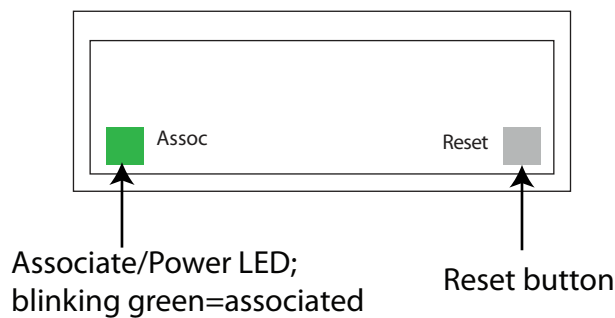 Assoc
Reset
Associate/Power LED;
blinking green=associated
Reset button